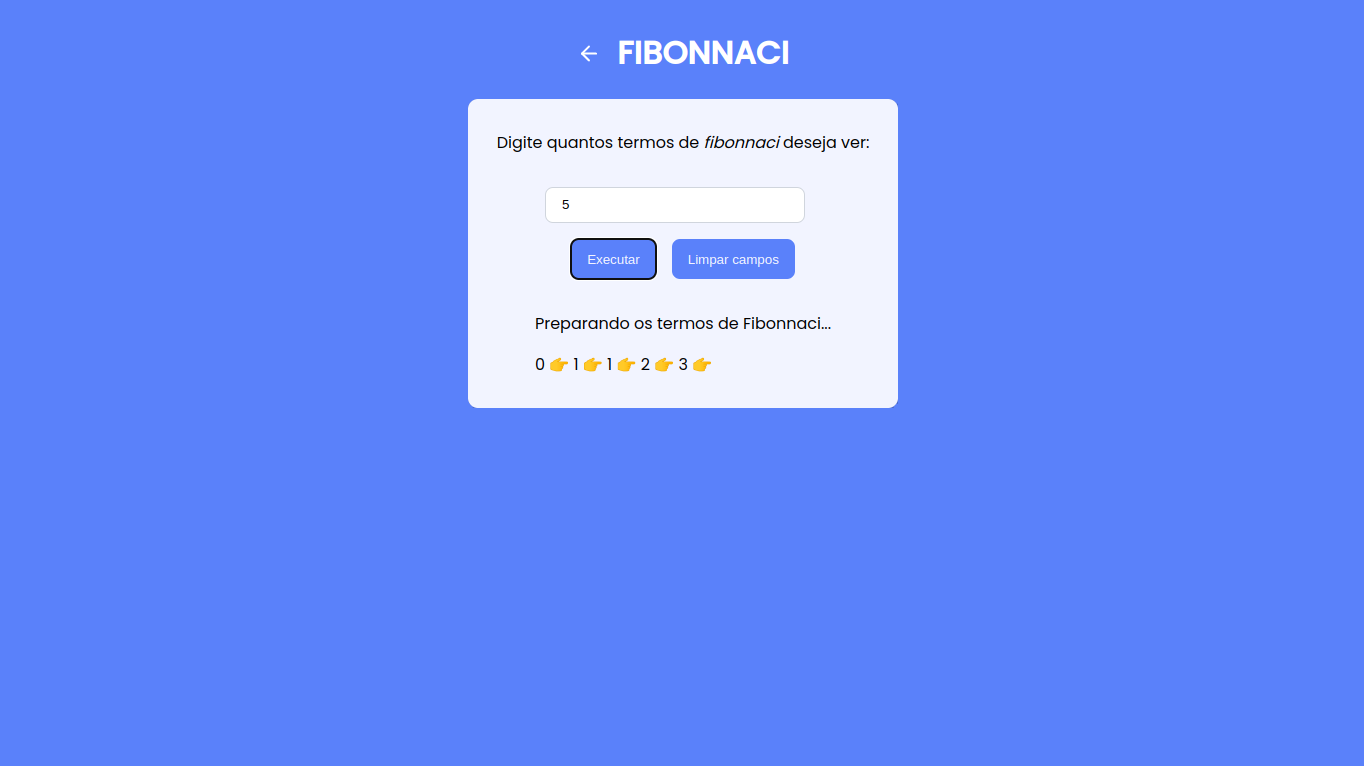 ← FIBONNACI
Digite quantos termos de fibonnaci deseja ver:
5
Executar Limpar campos
Preparando os termos de Fibonnaci...
0 👉 1 👉 1 👉 2 👉 3 👉